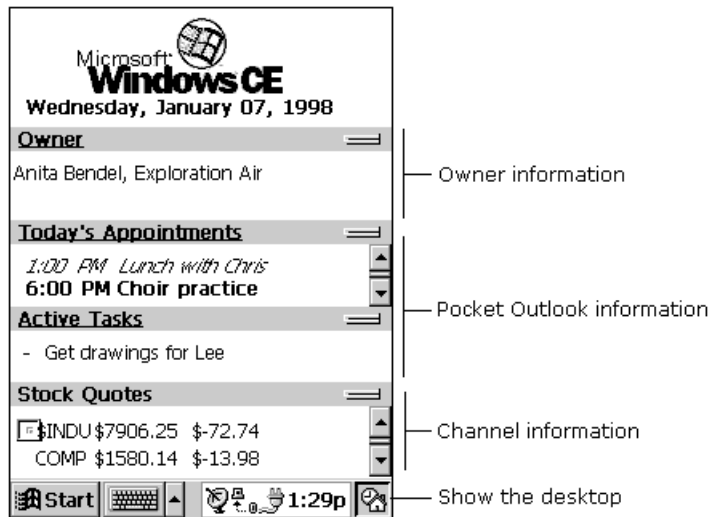 Microsoft
Windows CE
Wednesday, January 07, 1998
Owner
Anita Bendel, Exploration Air
Owner information
Today's Appointments
1:00 PM Lunch with Chris
6:00 PM Choir practice
Pocket Outlook information
Active Tasks
- Get drawings for Lee
Stock Quotes
$INDU $7906.25 $-72.74
Channel information
COMP $1580.14 $-13.98
Start 1:29p
Show the desktop